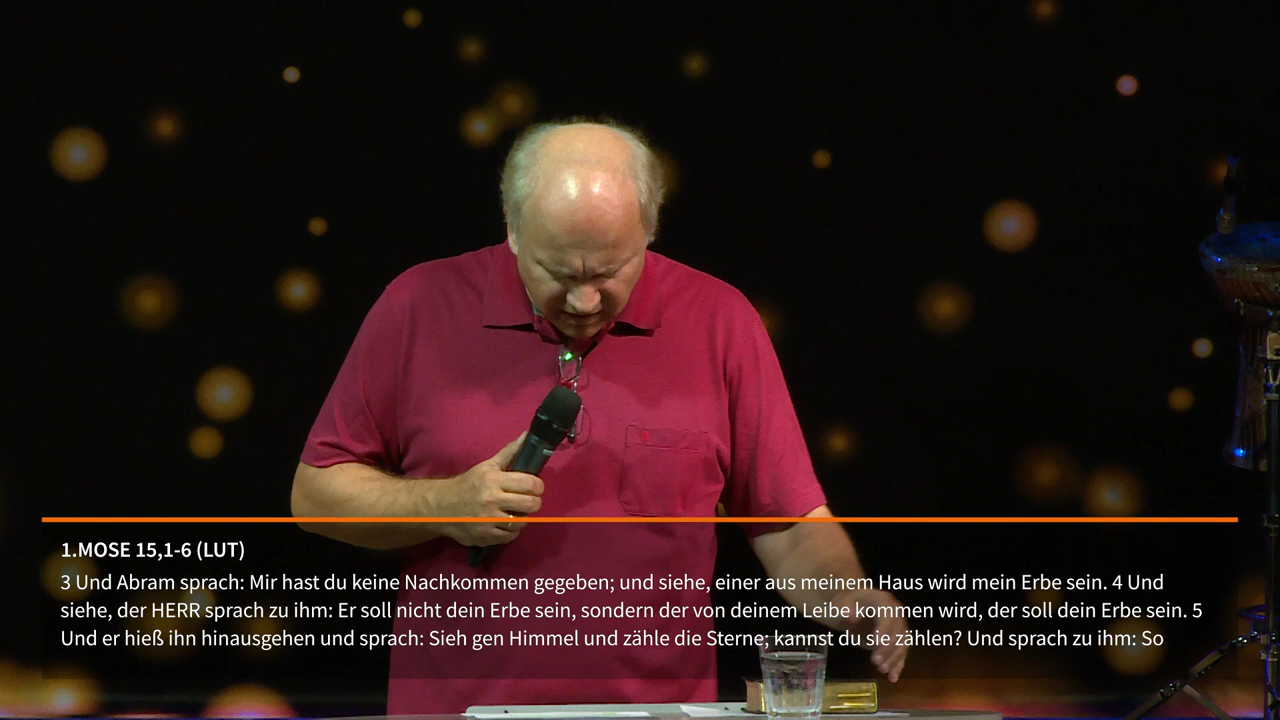 1.MOSE 15,1-6 (LUT)
3 Und Abram sprach: Mir hast du keine Nachkommen gegeben; und siehe, einer aus meinem Haus wird mein Erbe sein. 4 Und
siehe, der HERR sprach zu ihm: Er soll nicht dein Erbe sein, sondern der von deinem Leibe kommen wird, der soll dein Erbe sein. 5
Und er hieß ihn hinausgehen und sprach: Sieh gen Himmel und zähle die Sterne; kannst du sie zählen? Und sprach zu ihm: So